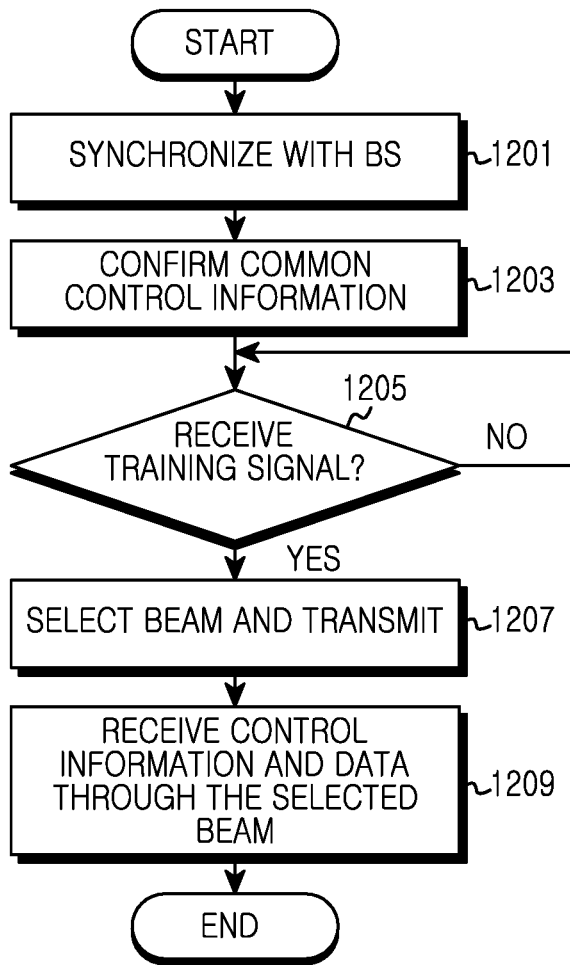 START
SYNCHRONIZE WITH BS
1201
CONFIRM COMMON
CONTROL INFORMATION
1203
1205
RECEIVE
TRAINING SIGNAL?
NO
YES
SELECT BEAM AND TRANSMIT
1207
RECEIVE CONTROL
INFORMATION AND DATA
THROUGH THE SELECTED
BEAM
1209
END